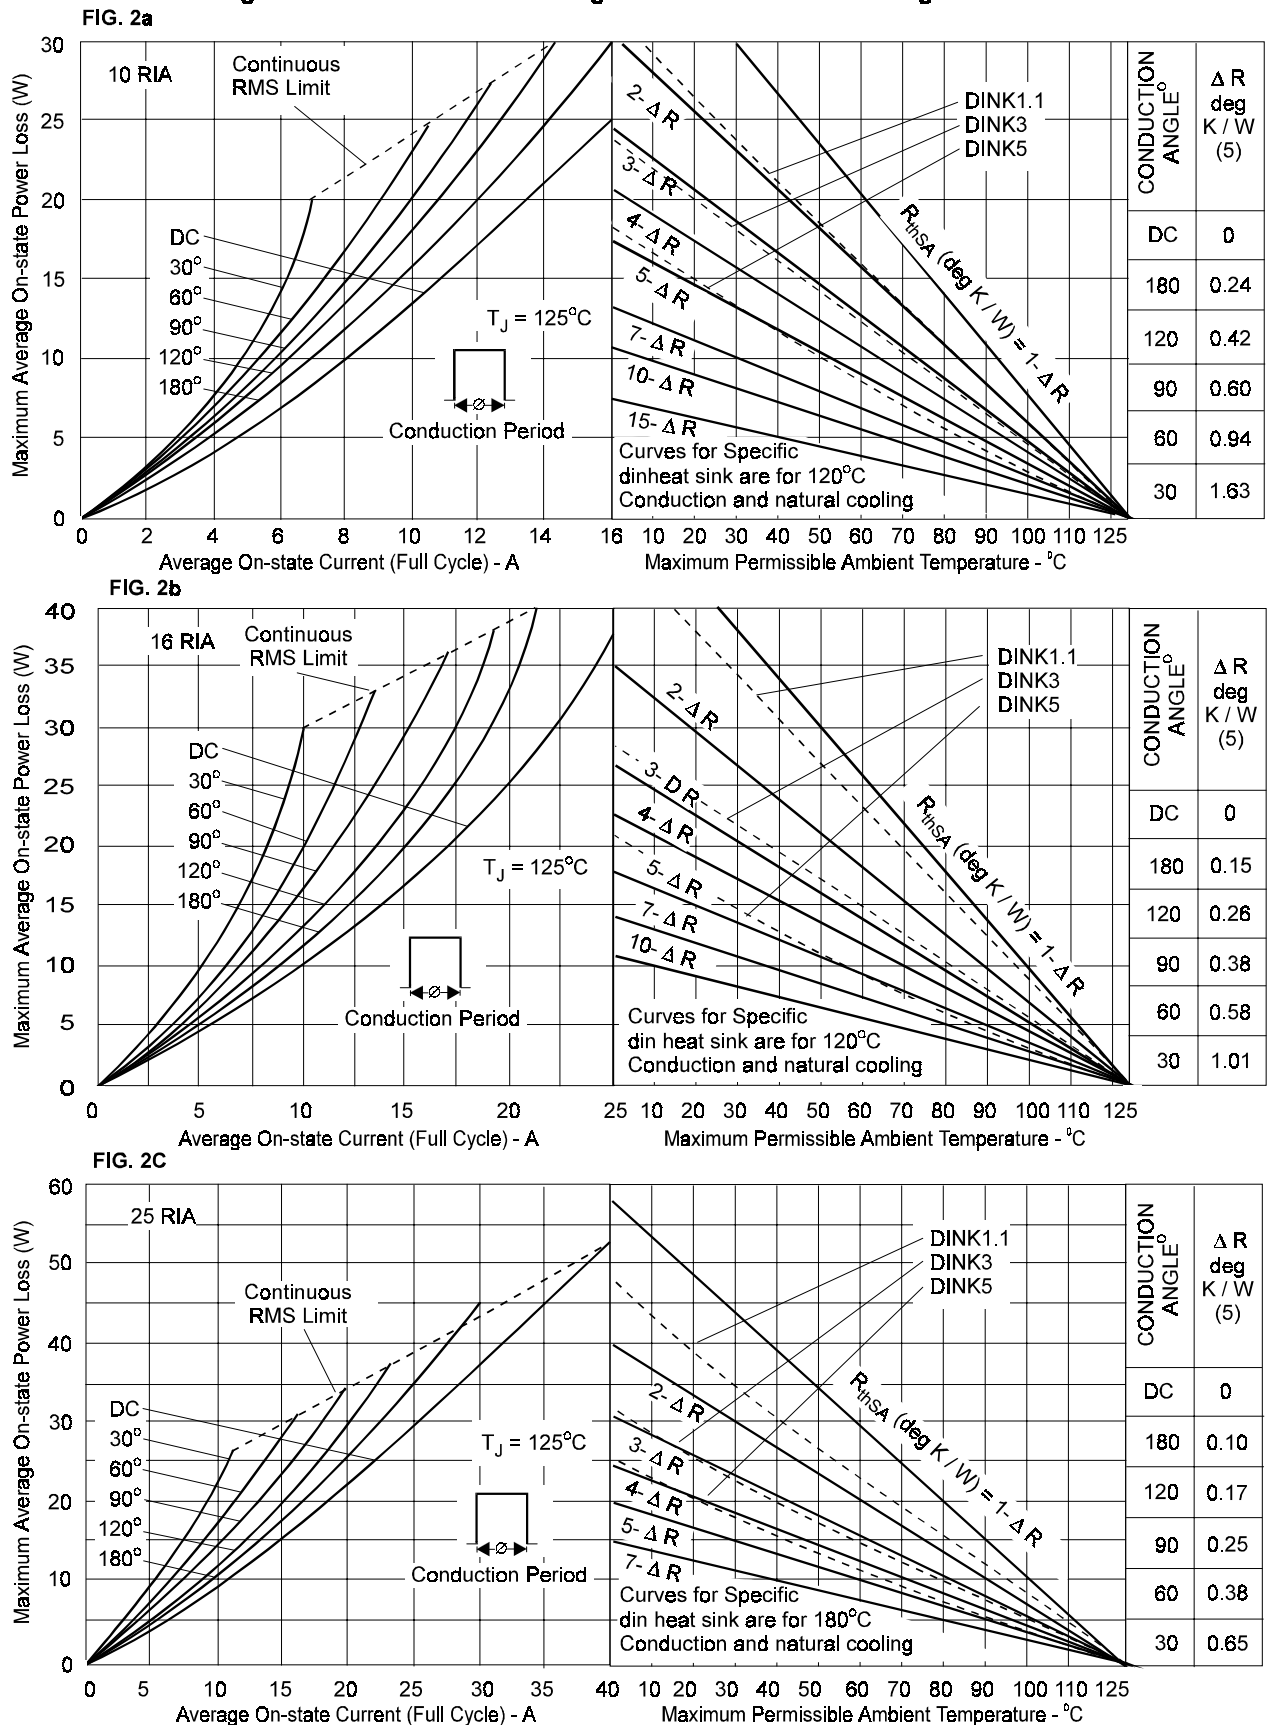 FIG. 2a
Maximum Average On-state Power Loss (W)
30
25
20
15
10
5
0
10 RIA
Continuous
RMS Limit
DC
30°
60°
90°
120°
180°
TJ = 125°C
Ø
Conduction Period
0 2 4 6 8 10 12 14 16
Average On-state Current (Full Cycle) - A
2-Δ R
3-Δ R
4-Δ R
5-Δ R
7-Δ R
10-Δ R
15-Δ R
DINK1.1
DINK3
DINK5
RthSA (deg K / W) = 1-Δ R
Curves for Specific
dinheat sink are for 120°C
Conduction and natural cooling
10 20 30 40 50 60 70 80 90 100 110 125
Maximum Permissible Ambient Temperature - °C
CONDUCTION
ANGLE°
Δ R
deg
K / W
(5)
DC 0
180 0.24
120 0.42
90 0.60
60 0.94
30 1.63
FIG. 2b
Maximum Average On-state Power Loss (W)
40
35
30
25
20
15
10
5
0
16 RIA
Continuous
RMS Limit
DC
30°
60°
90°
120°
180°
TJ = 125°C
Ø
Conduction Period
0 5 10 15 20 25
Average On-state Current (Full Cycle) - A
2-Δ R
3- D R
4-Δ R
5-Δ R
7-Δ R
10-Δ R
DINK1.1
DINK3
DINK5
RthSA (deg K / W) = 1-Δ R
Curves for Specific
din heat sink are for 120°C
Conduction and natural cooling
10 20 30 40 50 60 70 80 90 100 110 125
Maximum Permissible Ambient Temperature - °C
CONDUCTION
ANGLE°
Δ R
deg
K / W
(5)
DC 0
180 0.15
120 0.26
90 0.38
60 0.58
30 1.01
FIG. 2C
Maximum Average On-state Power Loss (W)
60
50
40
30
20
10
0
25 RIA
Continuous
RMS Limit
DC
30°
60°
90°
120°
180°
TJ = 125°C
Ø
Conduction Period
0 5 10 15 20 25 30 35 40
Average On-state Current (Full Cycle) - A
2-Δ R
3-Δ R
4-Δ R
5-Δ R
7-Δ R
DINK1.1
DINK3
DINK5
RthSA (deg K / W) = 1-Δ R
Curves for Specific
din heat sink are for 180°C
Conduction and natural cooling
10 20 30 40 50 60 70 80 90 100 110 125
Maximum Permissible Ambient Temperature - °C
CONDUCTION
ANGLE°
Δ R
deg
K / W
(5)
DC 0
180 0.10
120 0.17
90 0.25
60 0.38
30 0.65